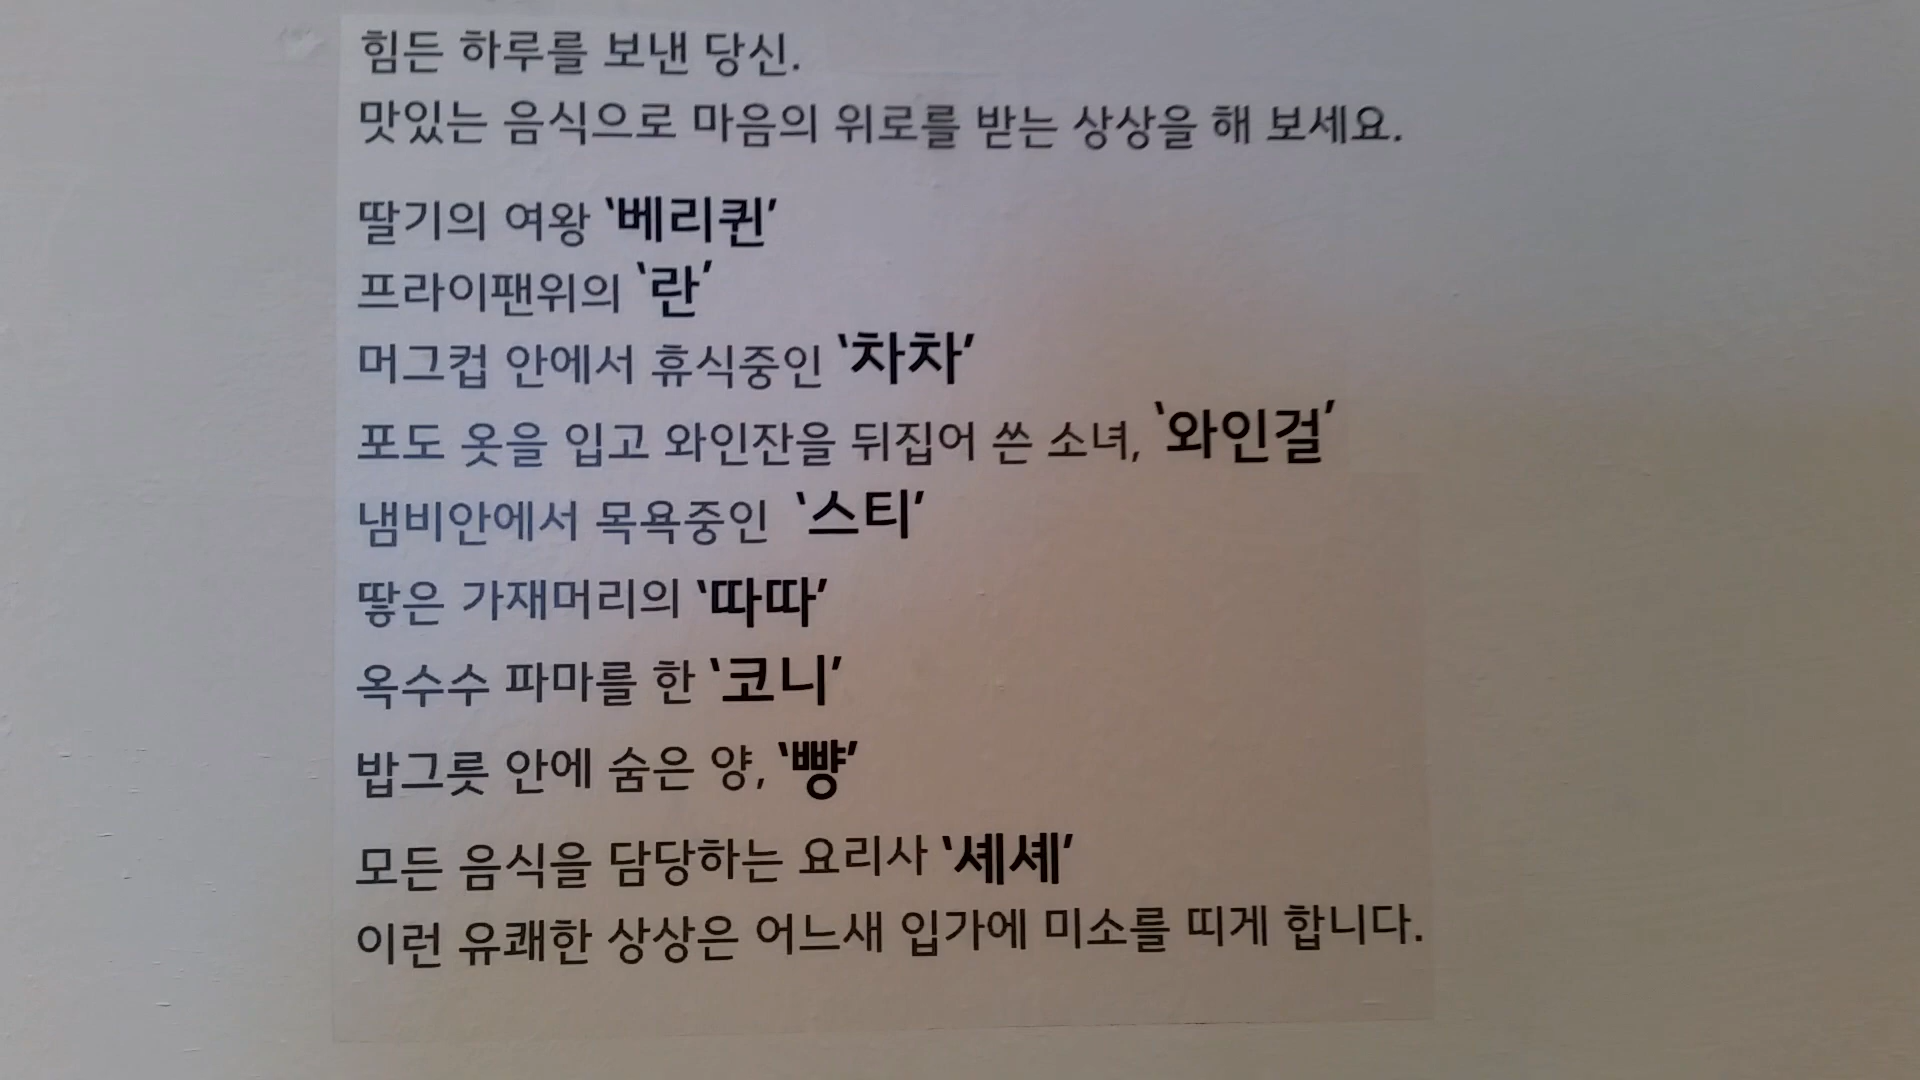 힘든 하루를 보낸 당신.
맛있는 음식으로 마음의 위로를 받는 상상을 해 보세요.
딸기의 여왕 ‘베리퀸’
프라이팬위의 ‘란’
머그컵 안에서 휴식중인 ‘차차’
포도 옷을 입고 와인잔을 뒤집어 쓴 소녀, ‘와인걸’
냄비안에서 목욕중인 ‘스티’
땋은 가재머리의 ‘따따’
옥수수 파마를 한 ‘코니’
밥그릇 안에 숨은 양, ‘뺭’
모든 음식을 담당하는 요리사 ‘셰셰’
이런 유쾌한 상상은 어느새 입가에 미소를 띠게 합니다.